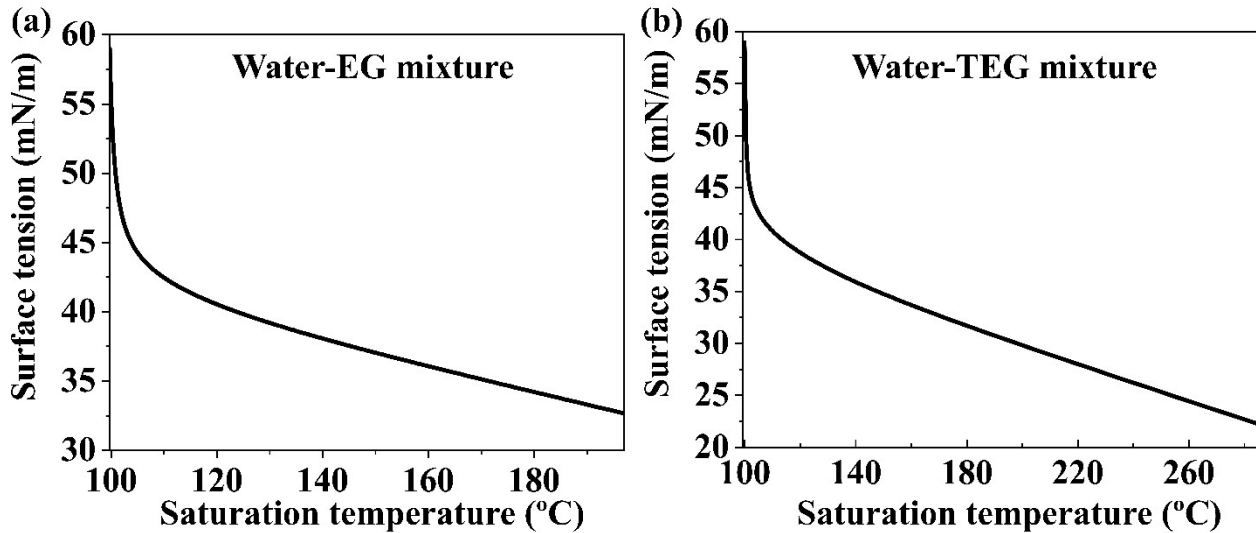 (a)
Water-EG mixture
Surface tension (mN/m)
60
55
50
45
40
35
30
100 120 140 160 180
Saturation temperature (ºC)
(b)
Water-TEG mixture
Surface tension (mN/m)
60
55
50
45
40
35
30
25
20
100 140 180 220 260
Saturation temperature (ºC)